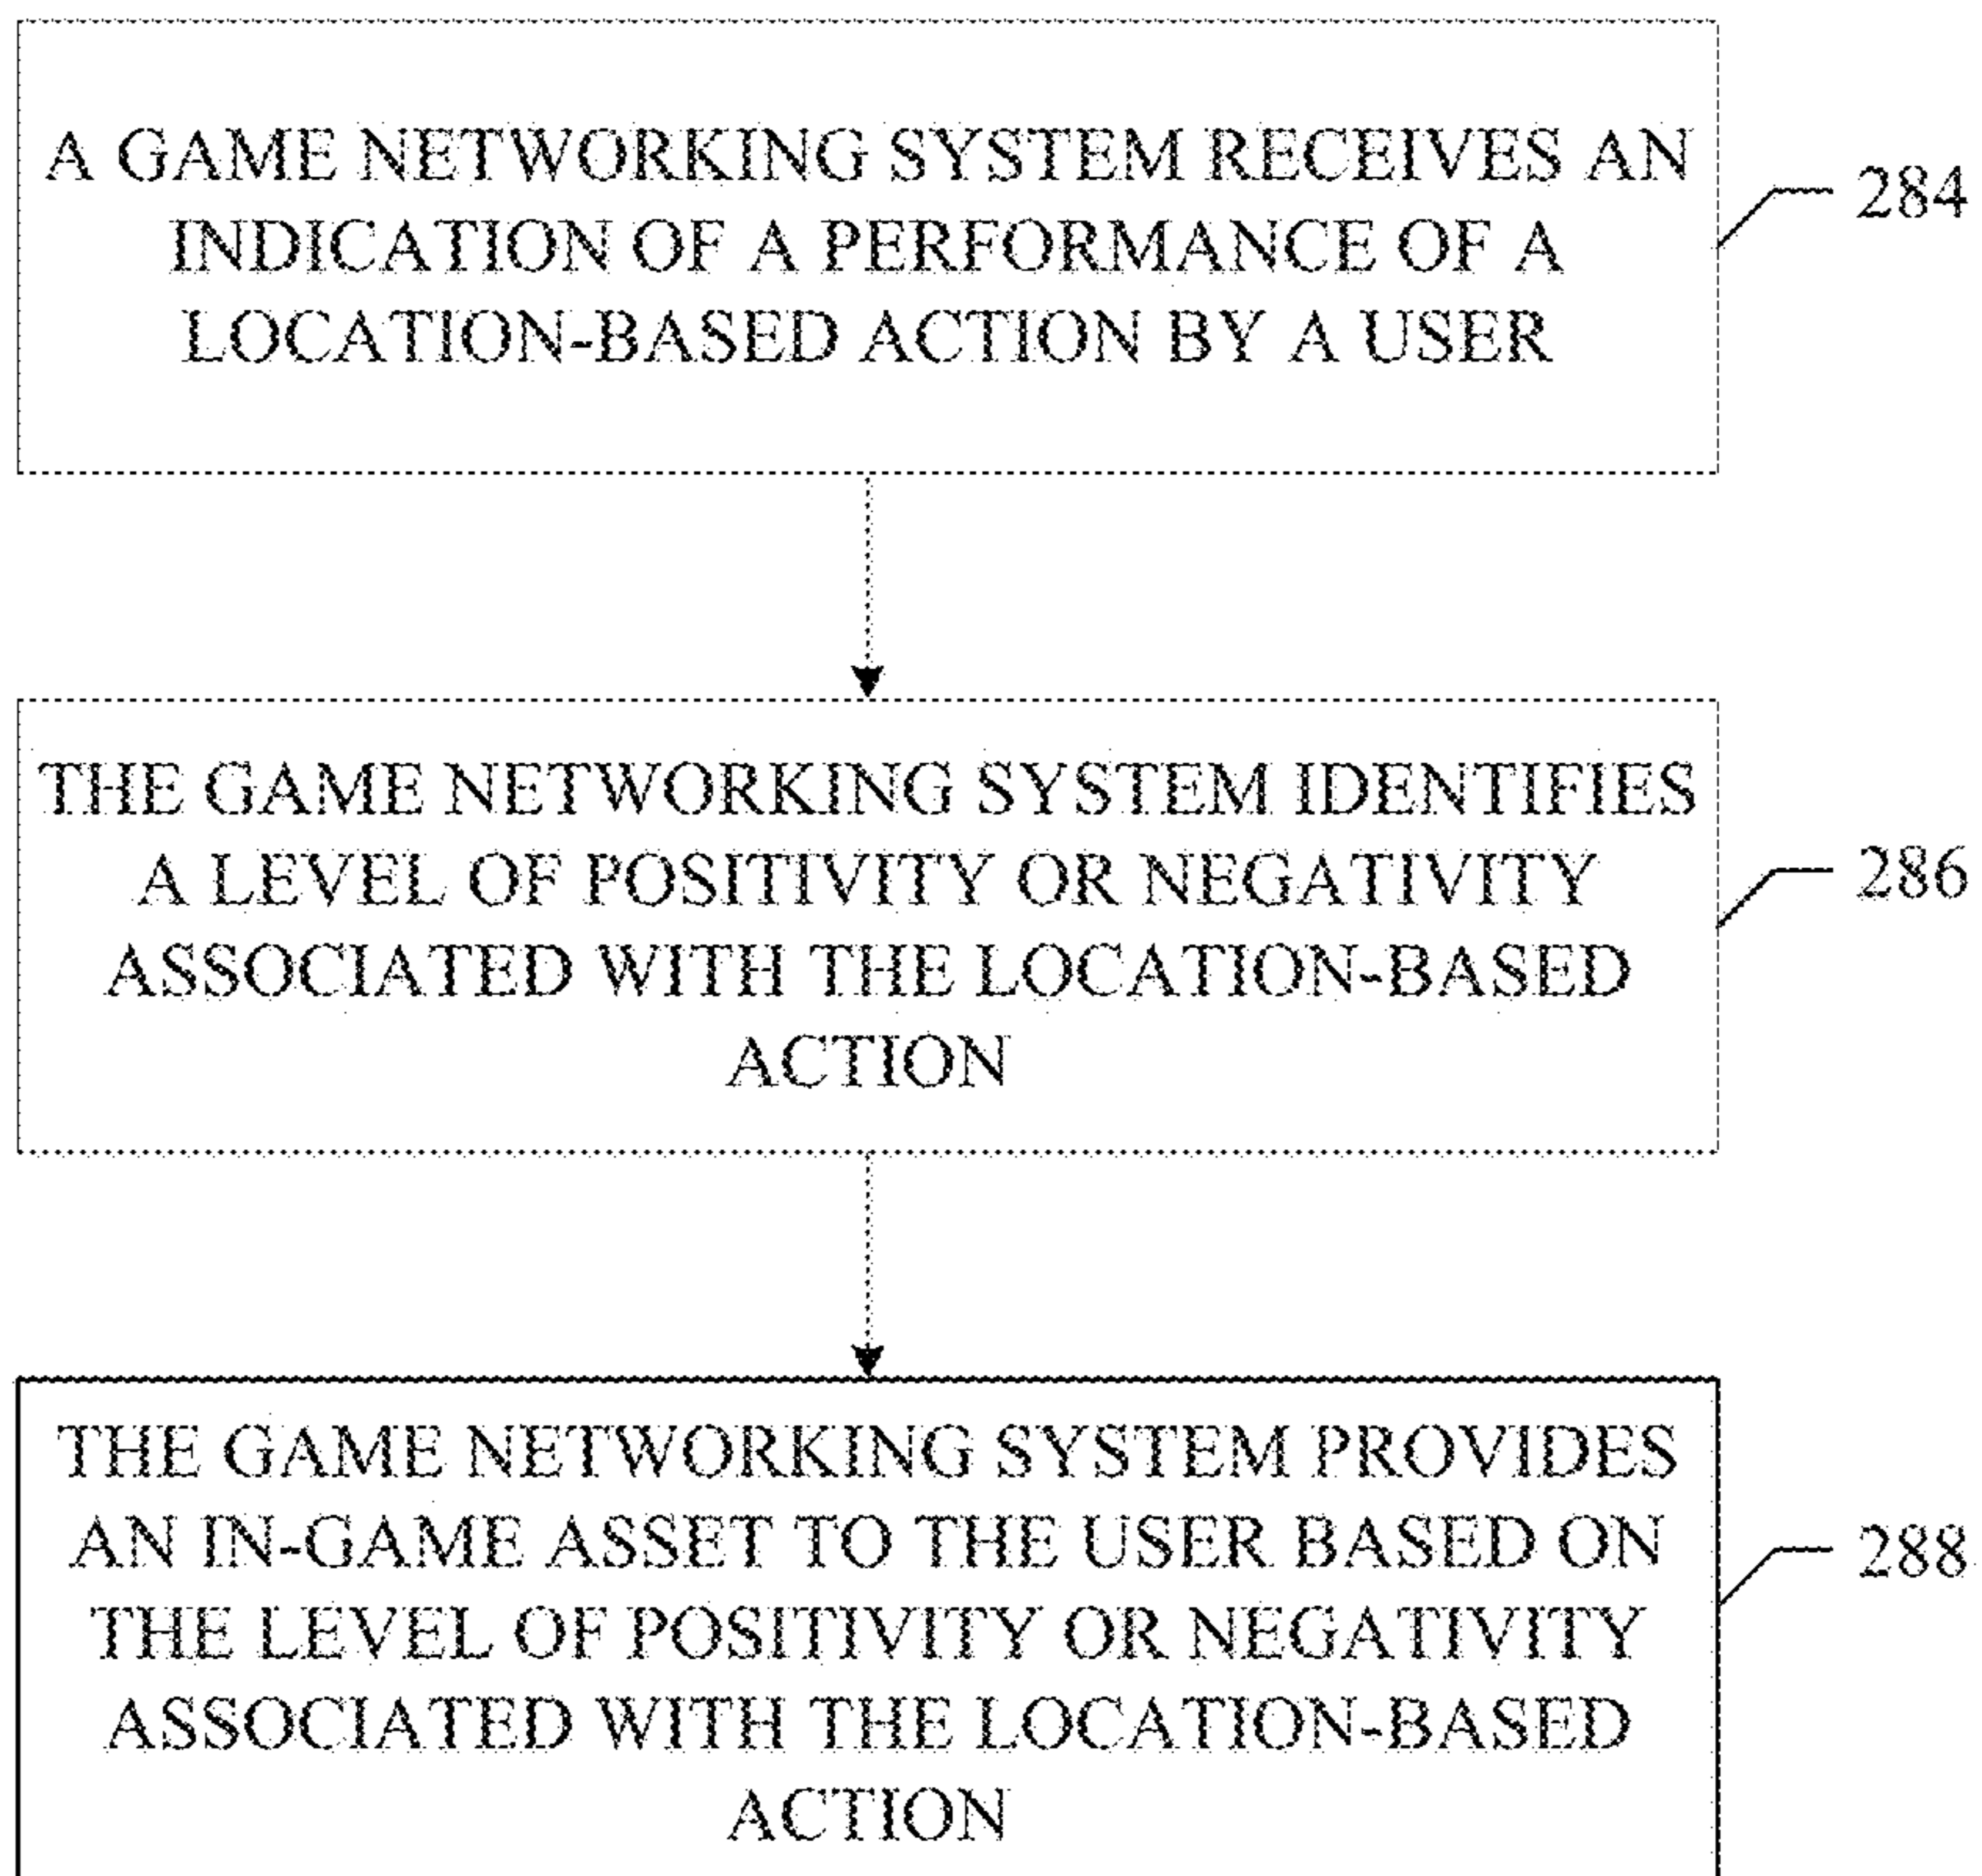 A GAME NETWORKING SYSTEM RECEIVES AN
INDICATION OF A PERFORMANCE OF A
LOCATION-BASED ACTION BY A USER
284
THE GAME NETWORKING SYSTEM IDENTIFIES
A LEVEL OF POSITIVITY OR NEGATIVITY
ASSOCIATED WITH THE LOCATION-BASED
ACTION
286
THE GAME NETWORKING SYSTEM PROVIDES
AN IN-GAME ASSET TO THE USER BASED ON
THE LEVEL OF POSITIVITY OR NEGATIVITY
ASSOCIATED WITH THE LOCATION-BASED
ACTION
288